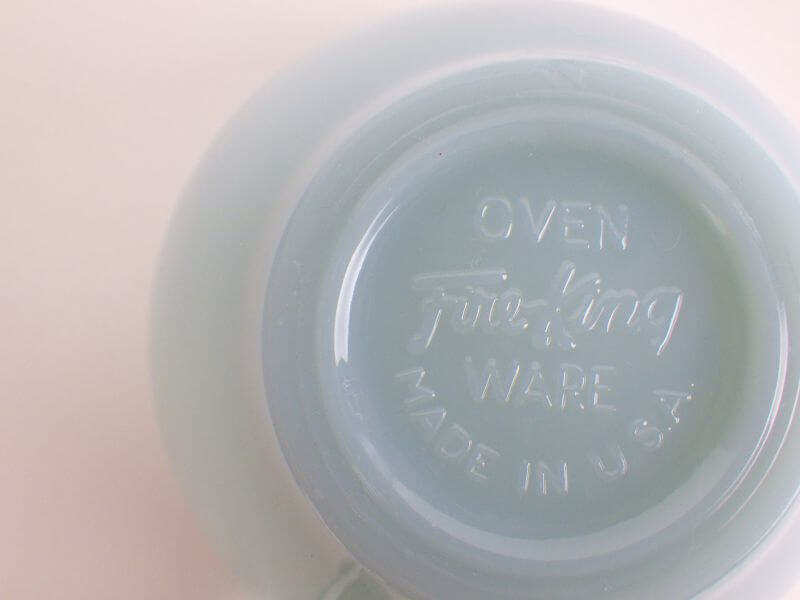 OVEN
Fire-King
WARE
MADE IN U.S.A.